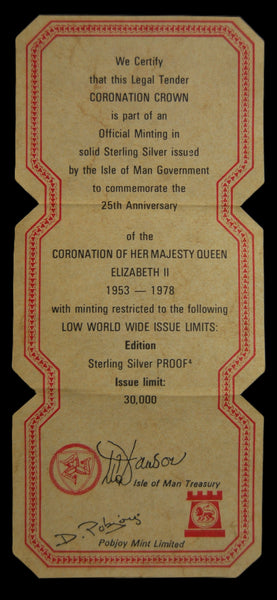 We Certify
that this Legal Tender
CORONATION CROWN
is part of an
Official Minting in
solid Sterling Silver issued
by the Isle of Man Government
to commemorate the
25th Anniversary
of the
CORONATION OF HER MAJESTY QUEEN
ELIZABETH II
1953 — 1978
with minting restricted to the following
LOW WORLD WIDE ISSUE LIMITS:
Edition
Sterling Silver PROOF⁴
Issue limit:
30,000
Isle of Man Treasury
D. Pobjoy
Pobjoy Mint Limited